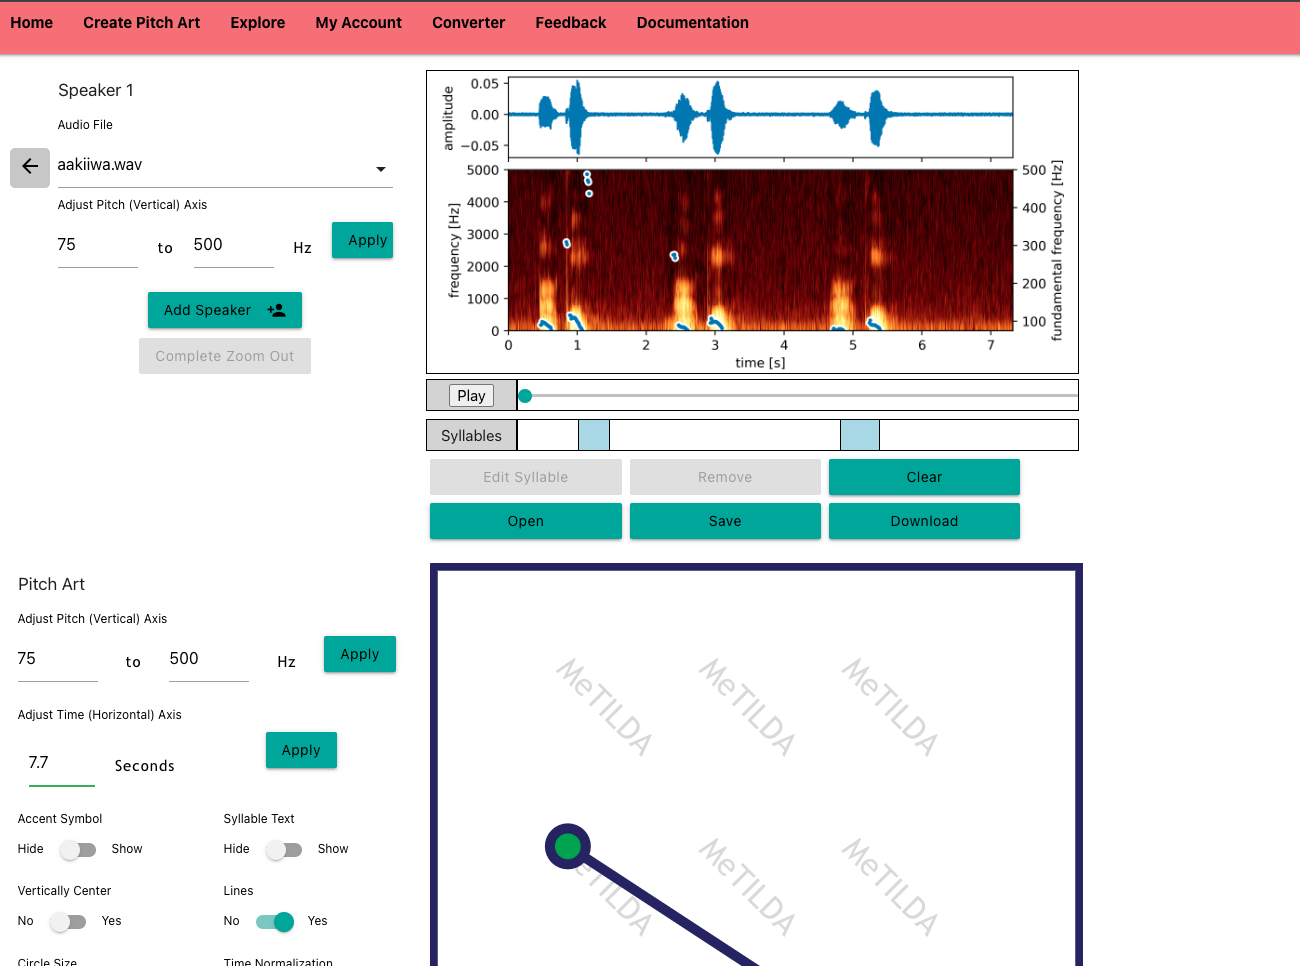 Home Create Pitch Art Explore My Account Converter Feedback Documentation
Speaker 1
Audio File
aakiiwa.wav
Adjust Pitch (Vertical) Axis
75 to 500 Hz Apply
Add Speaker
Complete Zoom Out
amplitude
0.05
0.00
−0.05
frequency [Hz]
5000
4000
3000
2000
1000
0
500
400
300
200
100
fundamental frequency [Hz]
0 1 2 3 4 5 6 7
time [s]
Play
Syllables
Edit Syllable Remove Clear
Open Save Download
Pitch Art
Adjust Pitch (Vertical) Axis
75 to 500 Hz Apply
Adjust Time (Horizontal) Axis
7.7 Seconds Apply
Accent Symbol Syllable Text
Hide Show Hide Show
Vertically Center Lines
No Yes No Yes
Circle Size Time Normalization
MeTILDA MeTILDA MeTILDA
MeTILDA MeTILDA MeTILDA